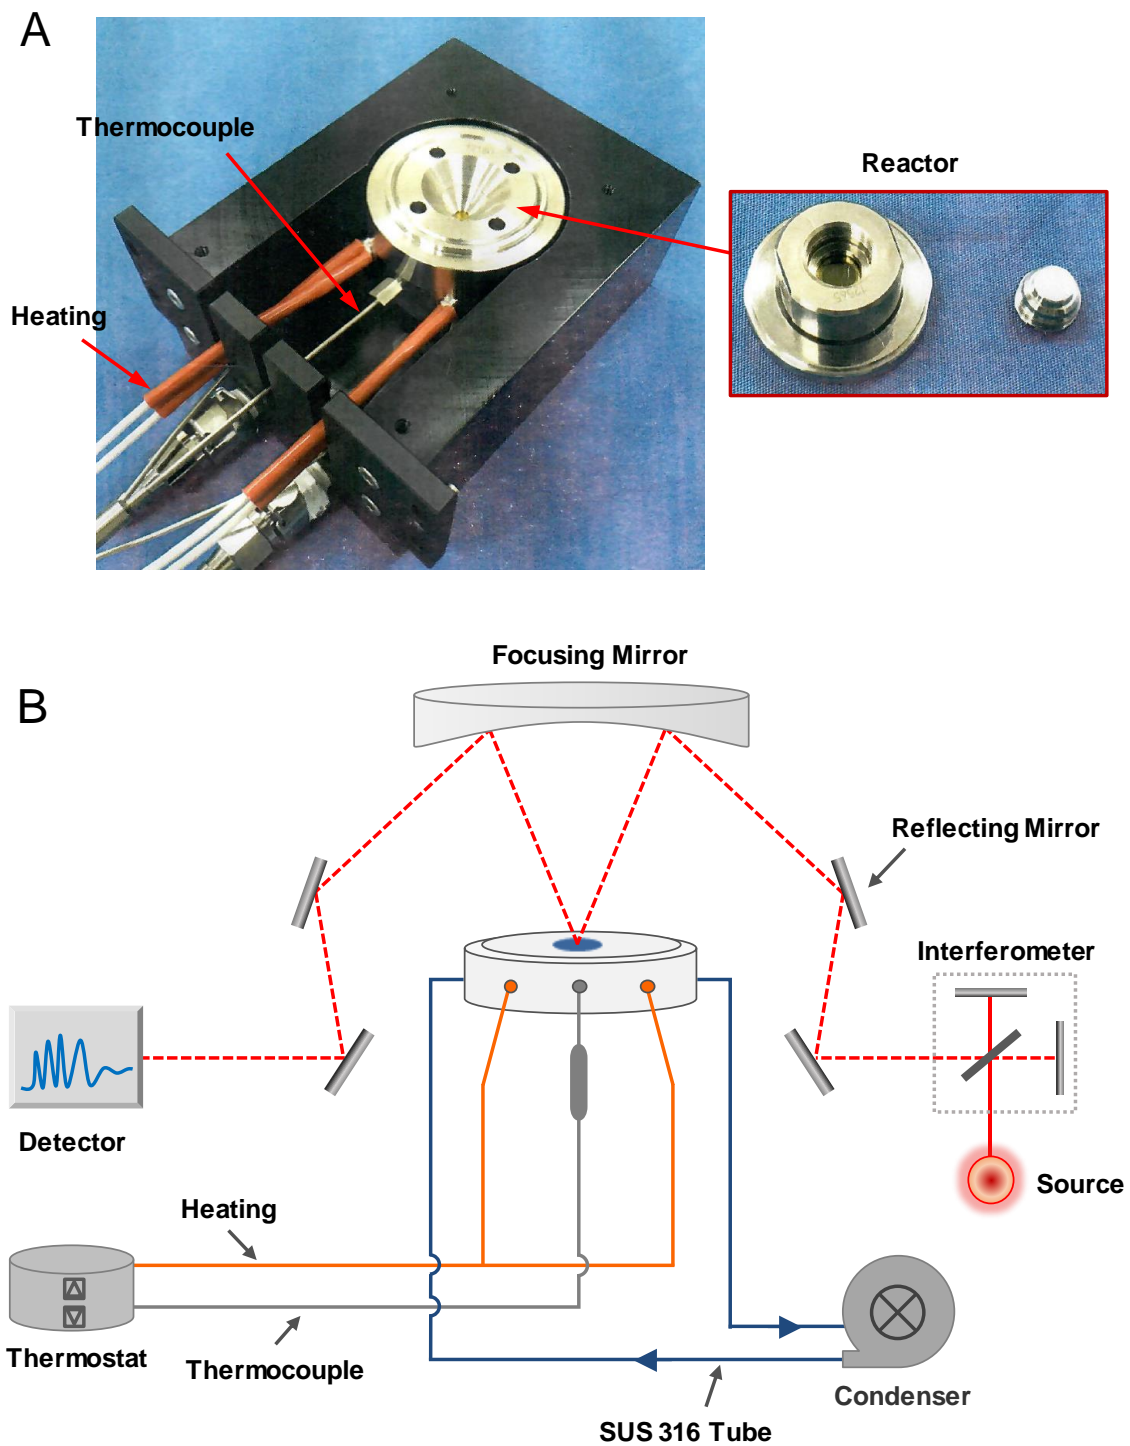 A
Thermocouple
Reactor
Heating
Focusing Mirror
B
Reflecting Mirror
Interferometer
Detector
Source
Heating
Thermostat
Thermocouple
Condenser
SUS 316 Tube